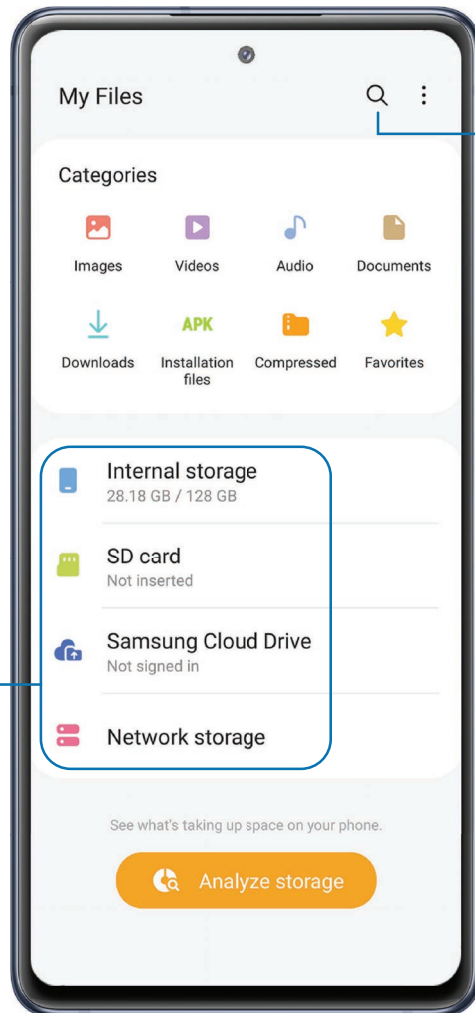 My Files
Categories
Images Videos Audio Documents
APK
Downloads Installation files Compressed Favorites
Internal storage
28.18 GB / 128 GB
SD card
Not inserted
Samsung Cloud Drive
Not signed in
Network storage
See what's taking up space on your phone.
Analyze storage